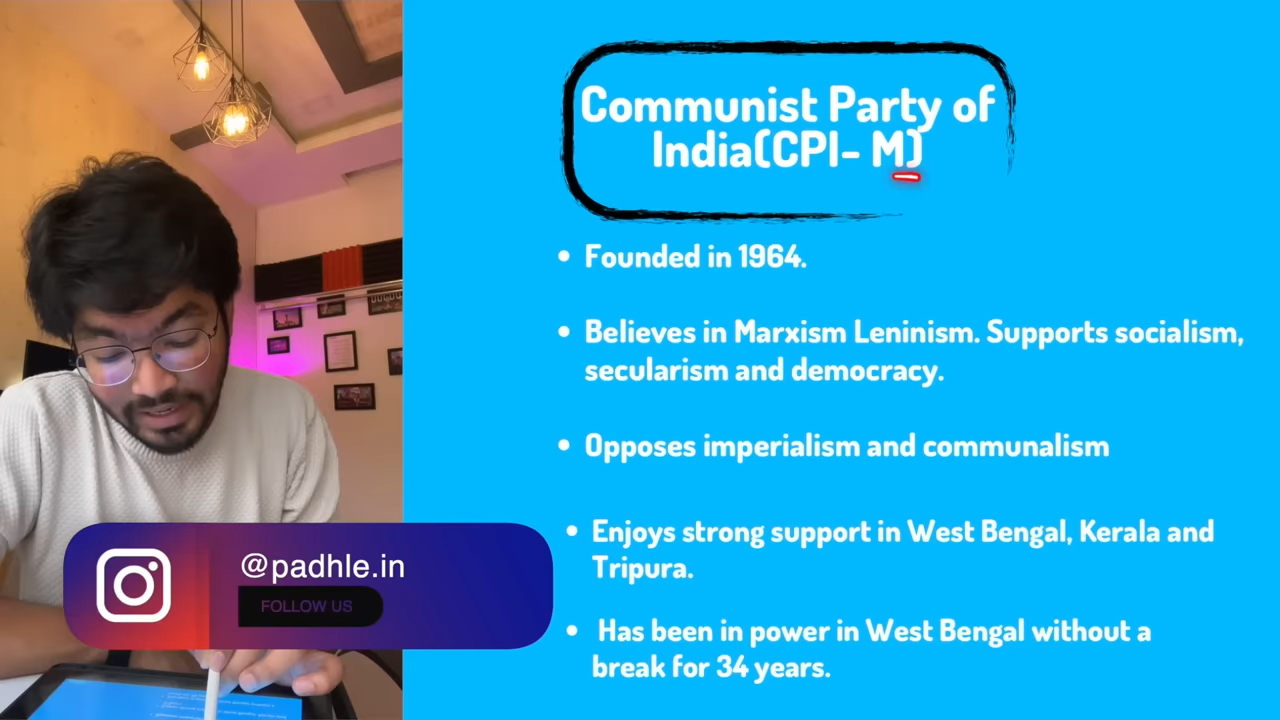 Communist Party of
India(CPI- M)
• Founded in 1964.
• Believes in Marxism Leninism. Supports socialism,
secularism and democracy.
• Opposes imperialism and communalism
• Enjoys strong support in West Bengal, Kerala and
Tripura.
• Has been in power in West Bengal without a
break for 34 years.
@padhle.in
FOLLOW US